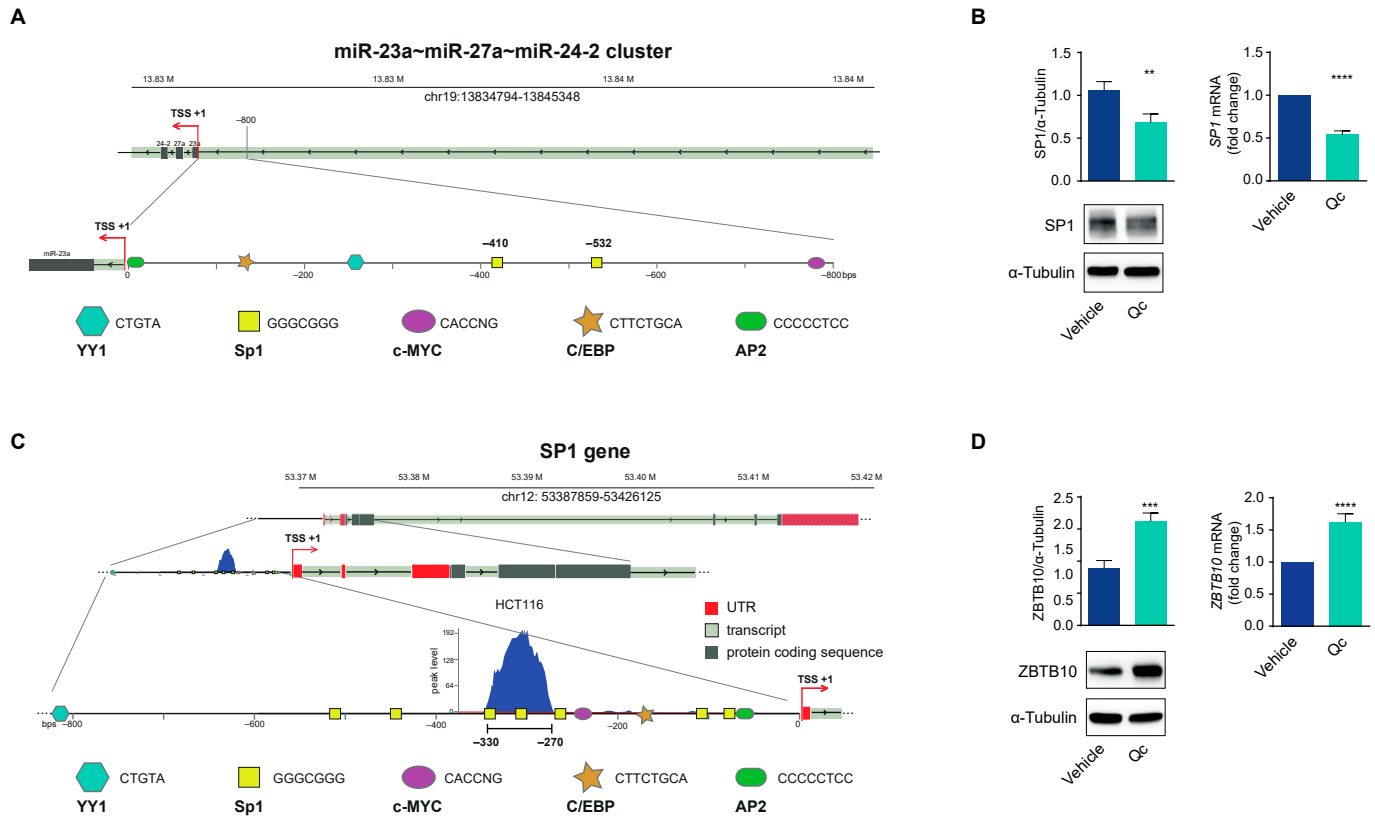 A
miR-23a~miR-27a~miR-24-2 cluster
13.83 M 13.83 M 13.84 M 13.84 M
chr19:13834794-13845348
TSS +1
–800
24-2 27a 23a
TSS +1
miR-23a
–410 –532
0 –200 –400 –600 –800 bps
CTGTA GGGCGGG CACCNG CTTCTGCA CCCCCTCC
YY1 Sp1 c-MYC C/EBP AP2
B
SP1/α-Tubulin
1.5
1.0
0.5
0.0
**
SP1 mRNA
(fold change)
1.5
1.0
0.5
0.0
****
Vehicle Qc
SP1
α-Tubulin
Vehicle Qc
C
SP1 gene
53.37 M 53.38 M 53.39 M 53.40 M 53.41 M 53.42 M
chr12: 53387859-53426125
TSS +1
HCT116
UTR
transcript
protein coding sequence
peak level
192
128
64
0
TSS +1
bps –800 –600 –400 –200 0
–330 –270
CTGTA GGGCGGG CACCNG CTTCTGCA CCCCCTCC
YY1 Sp1 c-MYC C/EBP AP2
D
ZBTB10/α-Tubulin
2.5
2.0
1.5
1.0
0.5
0.0
***
ZBTB10 mRNA
(fold change)
2.0
1.5
1.0
0.5
0.0
****
Vehicle Qc
ZBTB10
α-Tubulin
Vehicle Qc